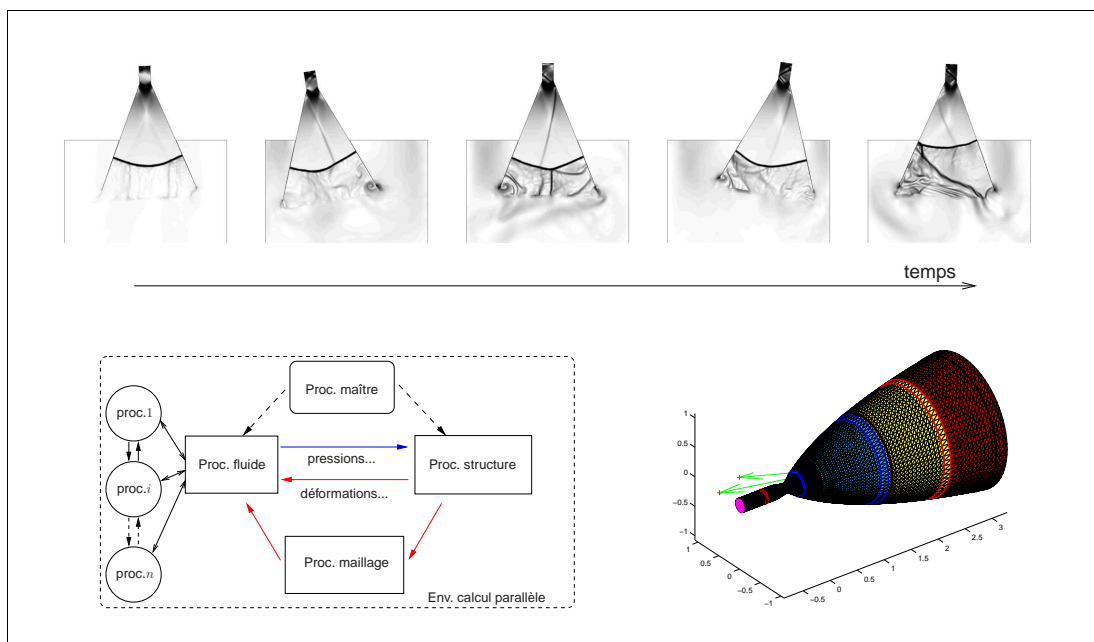 temps
Proc. maître
proc.1
Proc. fluide
pressions...
Proc. structure
proc.i
déformations...
Proc. maillage
proc.n
Env. calcul parallèle
1
0.5
0
−0.5
−1
1
0.5
0
−0.5
−1
−0.5
0
0.5
1
1.5
2
2.5
3